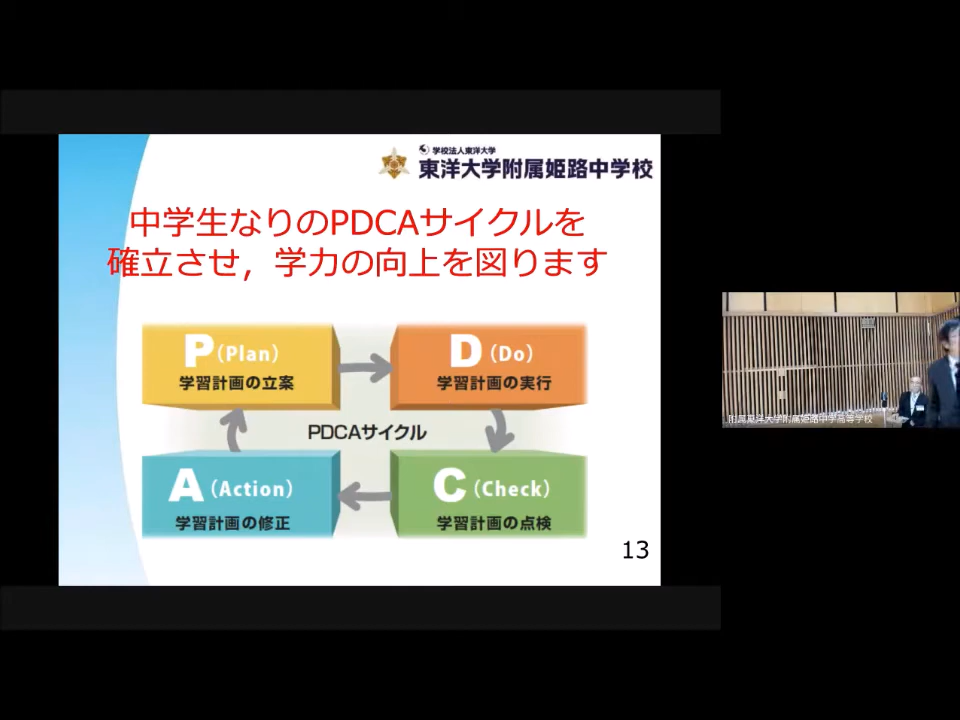 学校法人東洋大学
東洋大学附属姫路中学校
中学生なりのPDCAサイクルを
確立させ，学力の向上を図ります
P(Plan)
学習計画の立案
D(Do)
学習計画の実行
PDCAサイクル
A(Action)
学習計画の修正
C(Check)
学習計画の点検
13